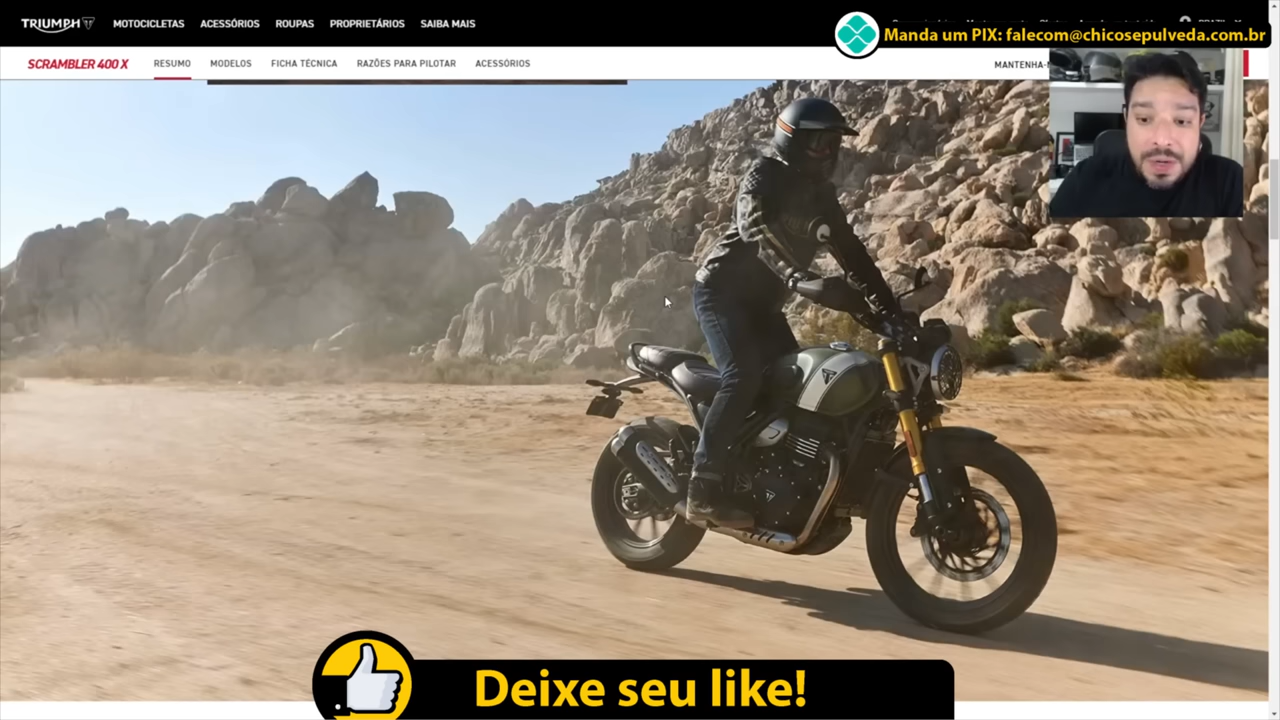 TRIUMPH MOTOCICLETAS ACESSÓRIOS ROUPAS PROPRIETÁRIOS SAIBA MAIS
Manda um PIX: falecom@chicosepulveda.com.br
SCRAMBLER 400 X RESUMO MODELOS FICHA TÉCNICA RAZÕES PARA PILOTAR ACESSÓRIOS MANTENHA-
Deixe seu like!